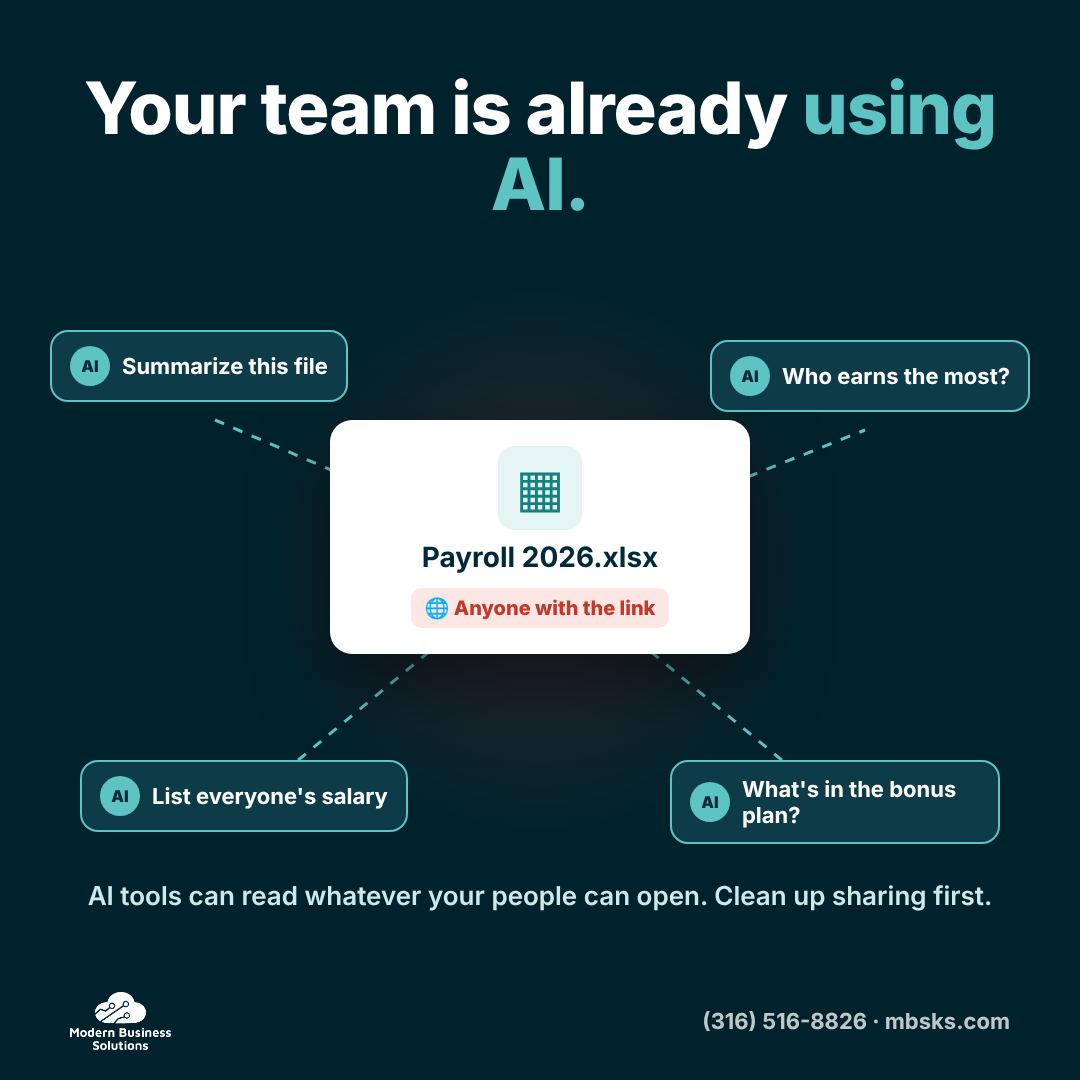 Your team is already using
AI.
AI Summarize this file
AI Who earns the most?
Payroll 2026.xlsx
🌐 Anyone with the link
AI List everyone's salary
AI What's in the bonus
plan?
AI tools can read whatever your people can open. Clean up sharing first.
Modern Business
Solutions
(316) 516-8826 · mbsks.com